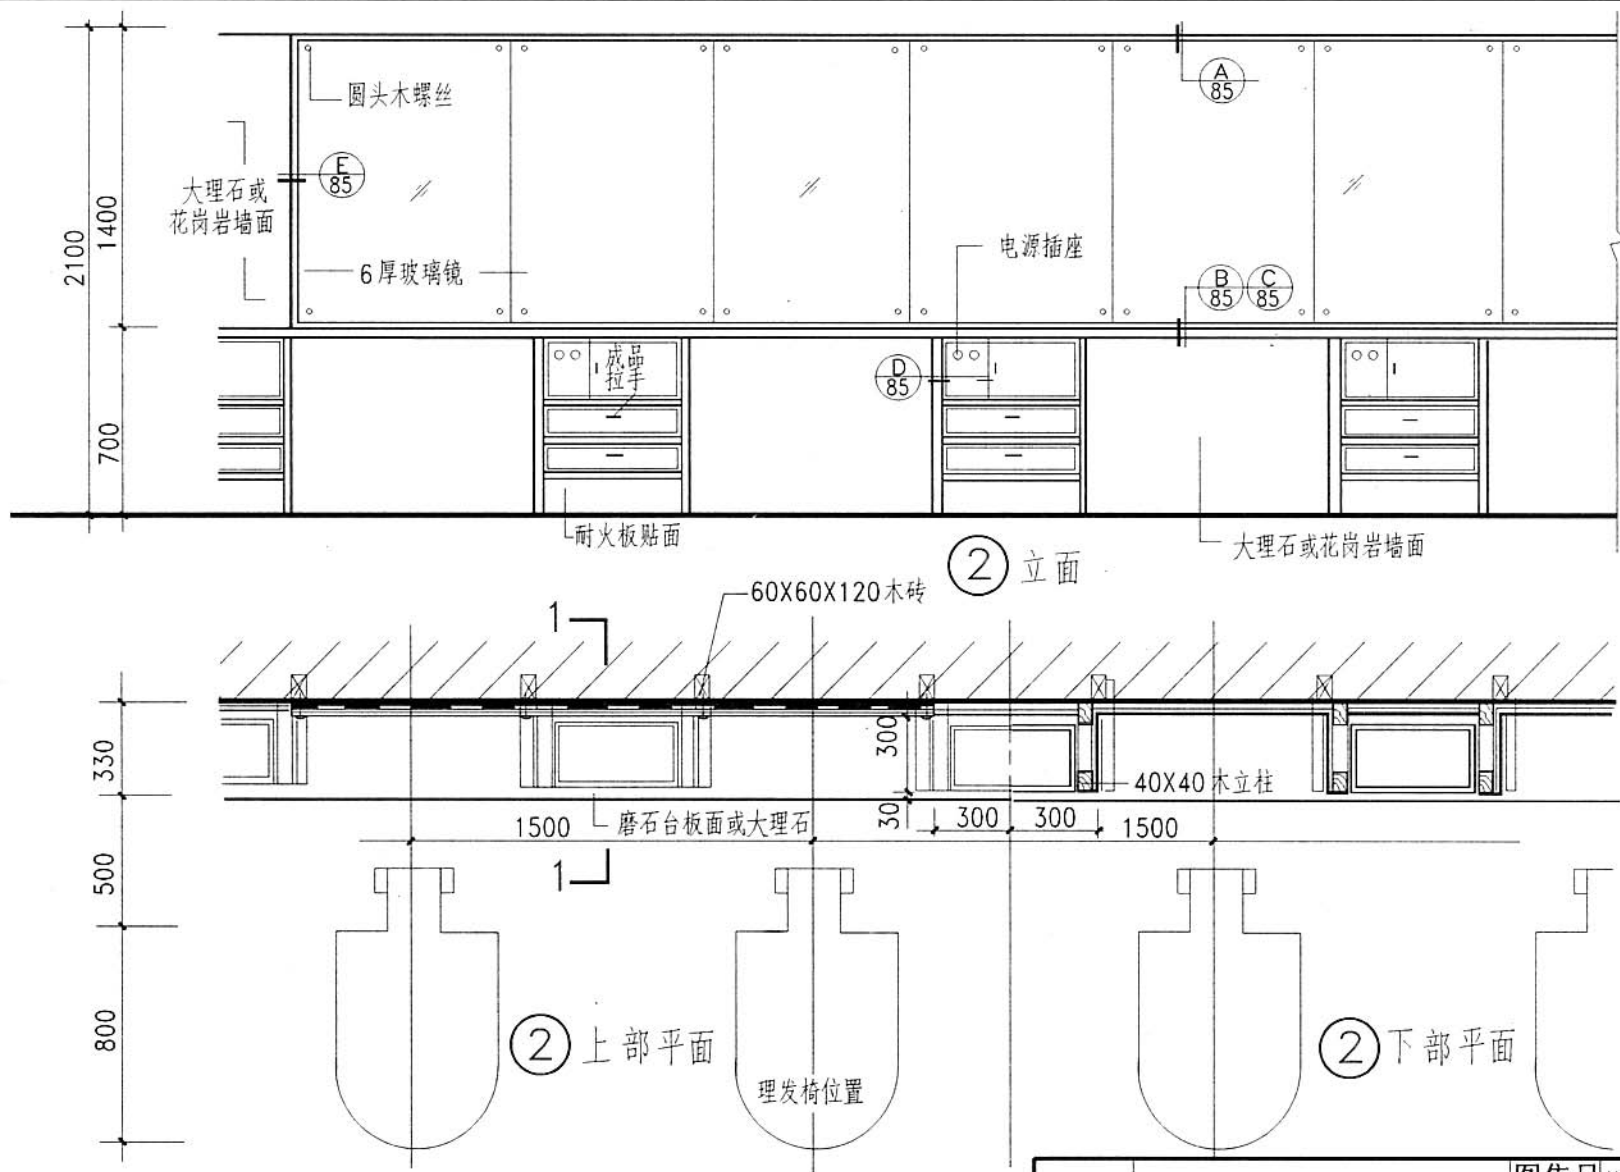 A
85
圆头木螺丝
E
85
大理石或
花岗岩墙面
1400
2100
电源插座
6厚玻璃镜
B
85
C
85
成品
拉手
D
85
700
耐火板贴面
大理石或花岗岩墙面
2 立面
60X60X120木砖
1
300
330
40X40 木立柱
30
300
300
1500
磨石台板面或大理石
1500
500
1
800
2 上部平面
2 下部平面
理发椅位置